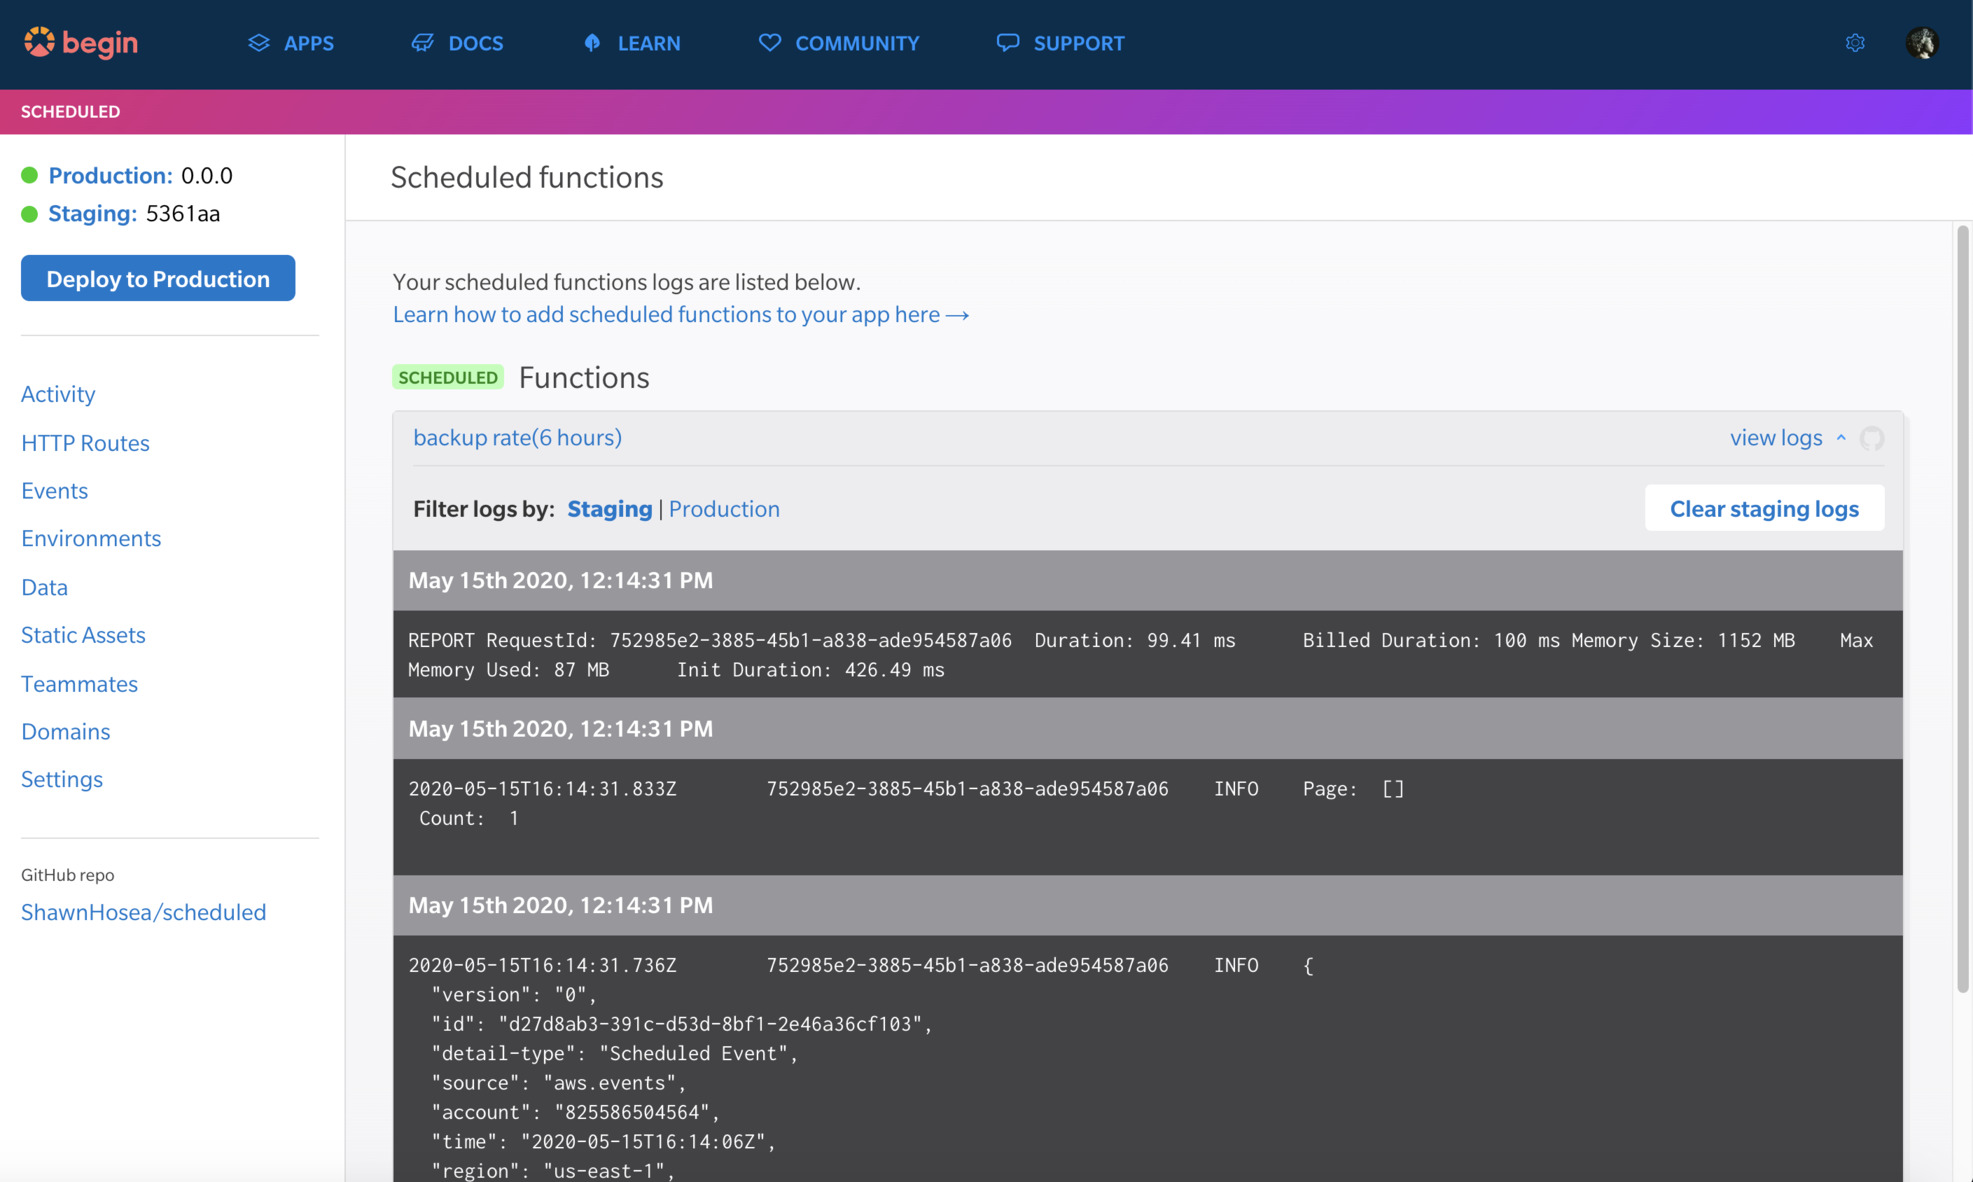 begin
APPS
DOCS
LEARN
COMMUNITY
SUPPORT
SCHEDULED
Production: 0.0.0
Staging: 5361aa
Deploy to Production
Activity
HTTP Routes
Events
Environments
Data
Static Assets
Teammates
Domains
Settings
GitHub repo
ShawnHosea/scheduled
Scheduled functions
Your scheduled functions logs are listed below.
Learn how to add scheduled functions to your app here →
SCHEDULED Functions
backup rate(6 hours)
view logs ^
Filter logs by: Staging | Production
Clear staging logs
May 15th 2020, 12:14:31 PM
REPORT RequestId: 752985e2-3885-45b1-a838-ade954587a06 Duration: 99.41 ms Billed Duration: 100 ms Memory Size: 1152 MB Max
Memory Used: 87 MB Init Duration: 426.49 ms
May 15th 2020, 12:14:31 PM
2020-05-15T16:14:31.833Z 752985e2-3885-45b1-a838-ade954587a06 INFO Page: []
Count: 1
May 15th 2020, 12:14:31 PM
2020-05-15T16:14:31.736Z 752985e2-3885-45b1-a838-ade954587a06 INFO {
"version": "0",
"id": "d27d8ab3-391c-d53d-8bf1-2e46a36cf103",
"detail-type": "Scheduled Event",
"source": "aws.events",
"account": "825586504564",
"time": "2020-05-15T16:14:06Z",
"region": "us-east-1",